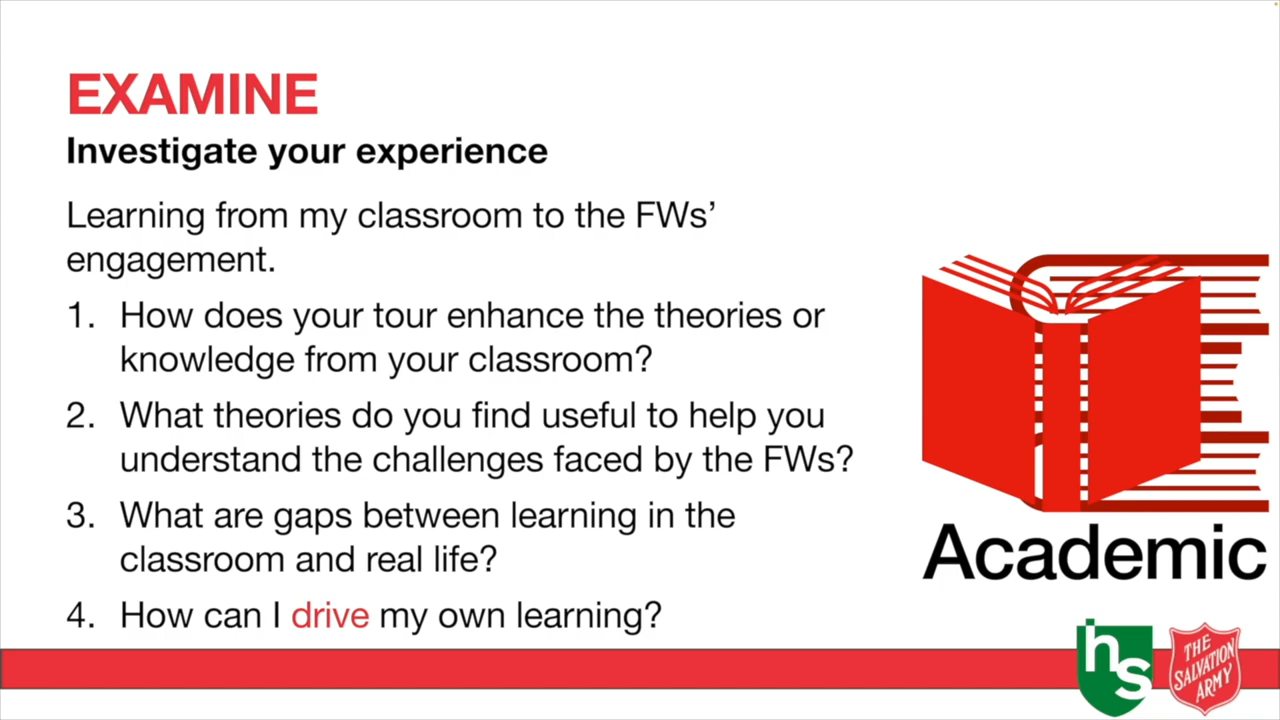 EXAMINE
Investigate your experience
Learning from my classroom to the FWs’
engagement.
1. How does your tour enhance the theories or
knowledge from your classroom?
2. What theories do you find useful to help you
understand the challenges faced by the FWs?
3. What are gaps between learning in the
classroom and real life?
4. How can I drive my own learning?
Academic
hs
THE
SALVATION
ARMY